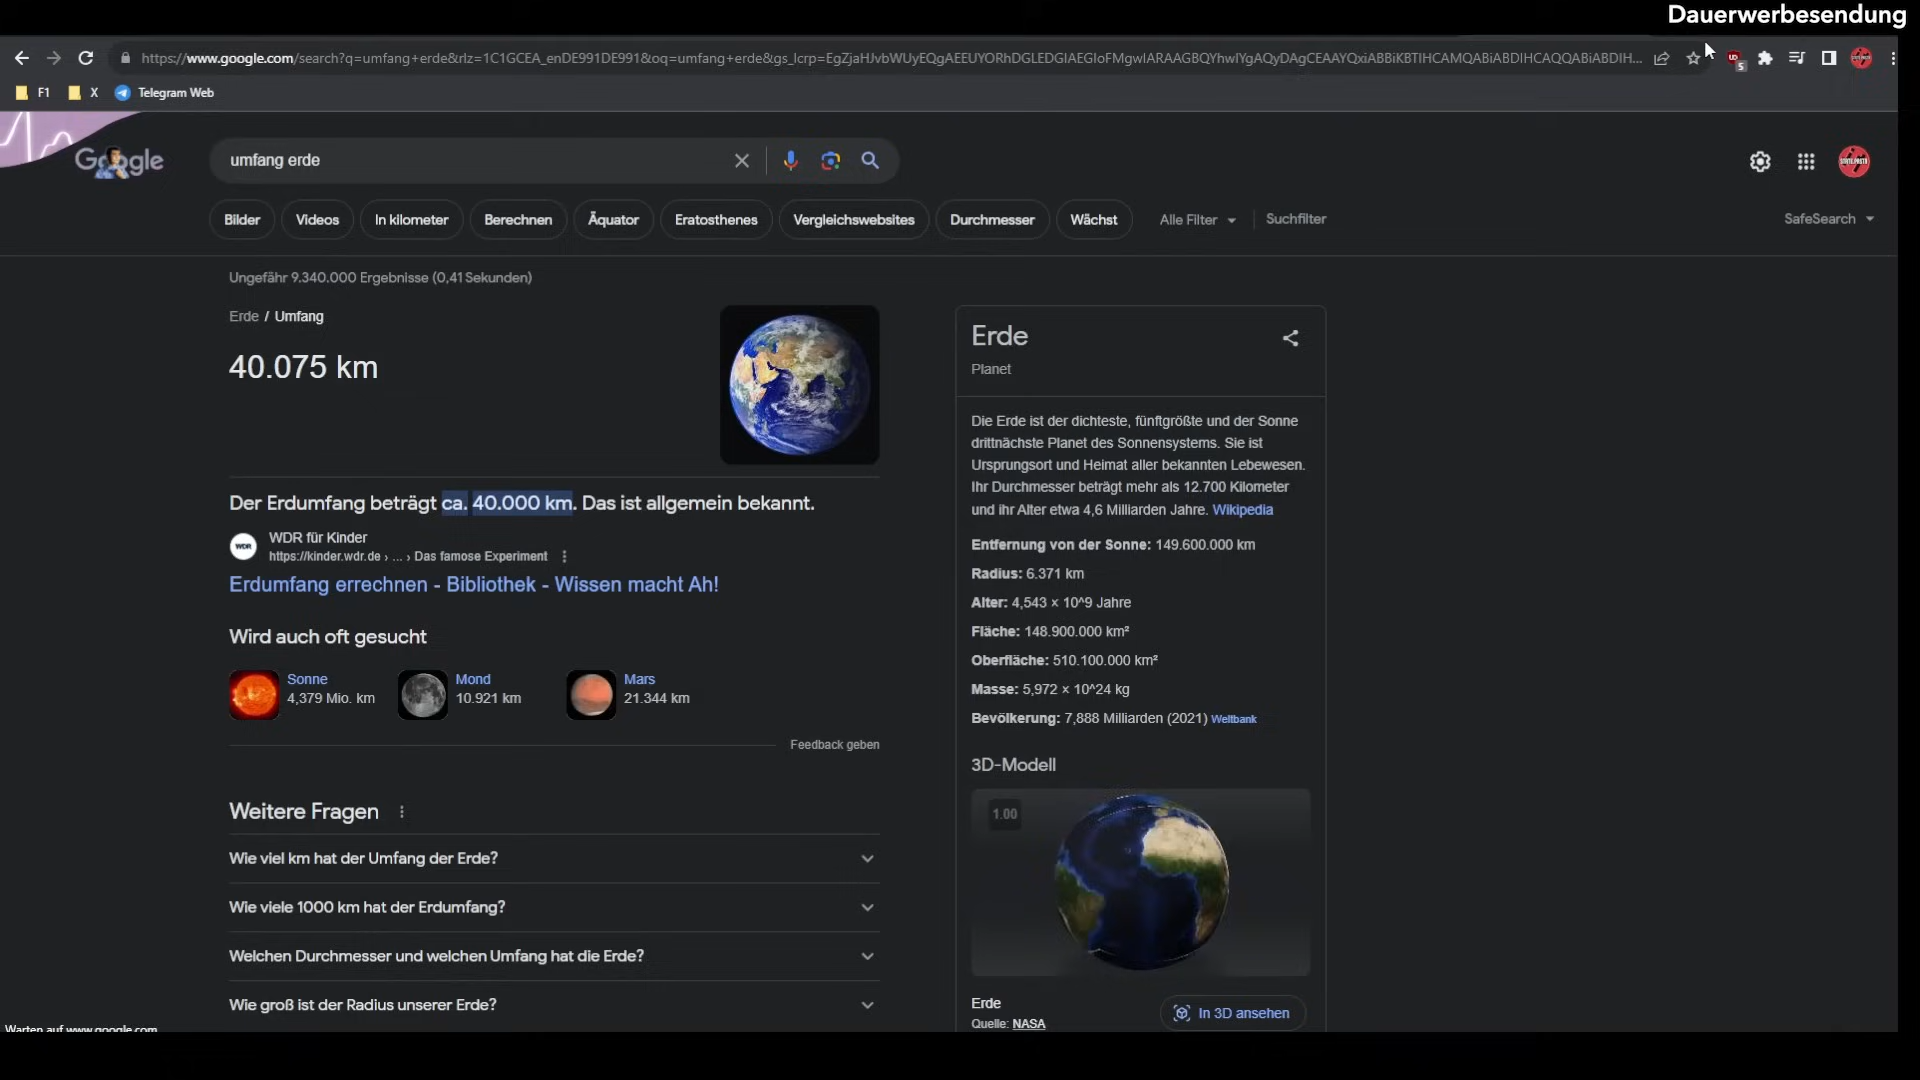 Dauerwerbesendung
https://www.google.com/search?q=umfang+erde&rlz=1C1GCEA_enDE991DE991&oq=umfang+erde&gs_lcrp=EgZjaHJvbWUyEQgAEEUYORhDGLEDGIAEGIoFMgwIARAAGBQYhwIYgAQyDAgCEAAYQxiABBiKBTIHCAMQABiABDIHCAQQABiABDIH...
F1
X
Telegram Web
Google
umfang erde
Bilder
Videos
In kilometer
Berechnen
Äquator
Eratosthenes
Vergleichswebsites
Durchmesser
Wächst
Alle Filter
Suchfilter
SafeSearch
Ungefähr 9.340.000 Ergebnisse (0,41 Sekunden)
Erde / Umfang
40.075 km
Der Erdumfang beträgt ca. 40.000 km. Das ist allgemein bekannt.
WDR
WDR für Kinder
https://kinder.wdr.de › ... › Das famose Experiment
Erdumfang errechnen - Bibliothek - Wissen macht Ah!
Wird auch oft gesucht
Sonne
4,379 Mio. km
Mond
10.921 km
Mars
21.344 km
Feedback geben
Weitere Fragen
Wie viel km hat der Umfang der Erde?
Wie viele 1000 km hat der Erdumfang?
Welchen Durchmesser und welchen Umfang hat die Erde?
Wie groß ist der Radius unserer Erde?
Erde
Planet
Die Erde ist der dichteste, fünftgrößte und der Sonne
drittnächste Planet des Sonnensystems. Sie ist
Ursprungsort und Heimat aller bekannten Lebewesen.
Ihr Durchmesser beträgt mehr als 12.700 Kilometer
und ihr Alter etwa 4,6 Milliarden Jahre. Wikipedia
Entfernung von der Sonne: 149.600.000 km
Radius: 6.371 km
Alter: 4,543 × 10^9 Jahre
Fläche: 148.900.000 km²
Oberfläche: 510.100.000 km²
Masse: 5,972 × 10^24 kg
Bevölkerung: 7,888 Milliarden (2021) Weltbank
3D-Modell
1.00
Erde
Quelle: NASA
In 3D ansehen
Warten auf www.google.com